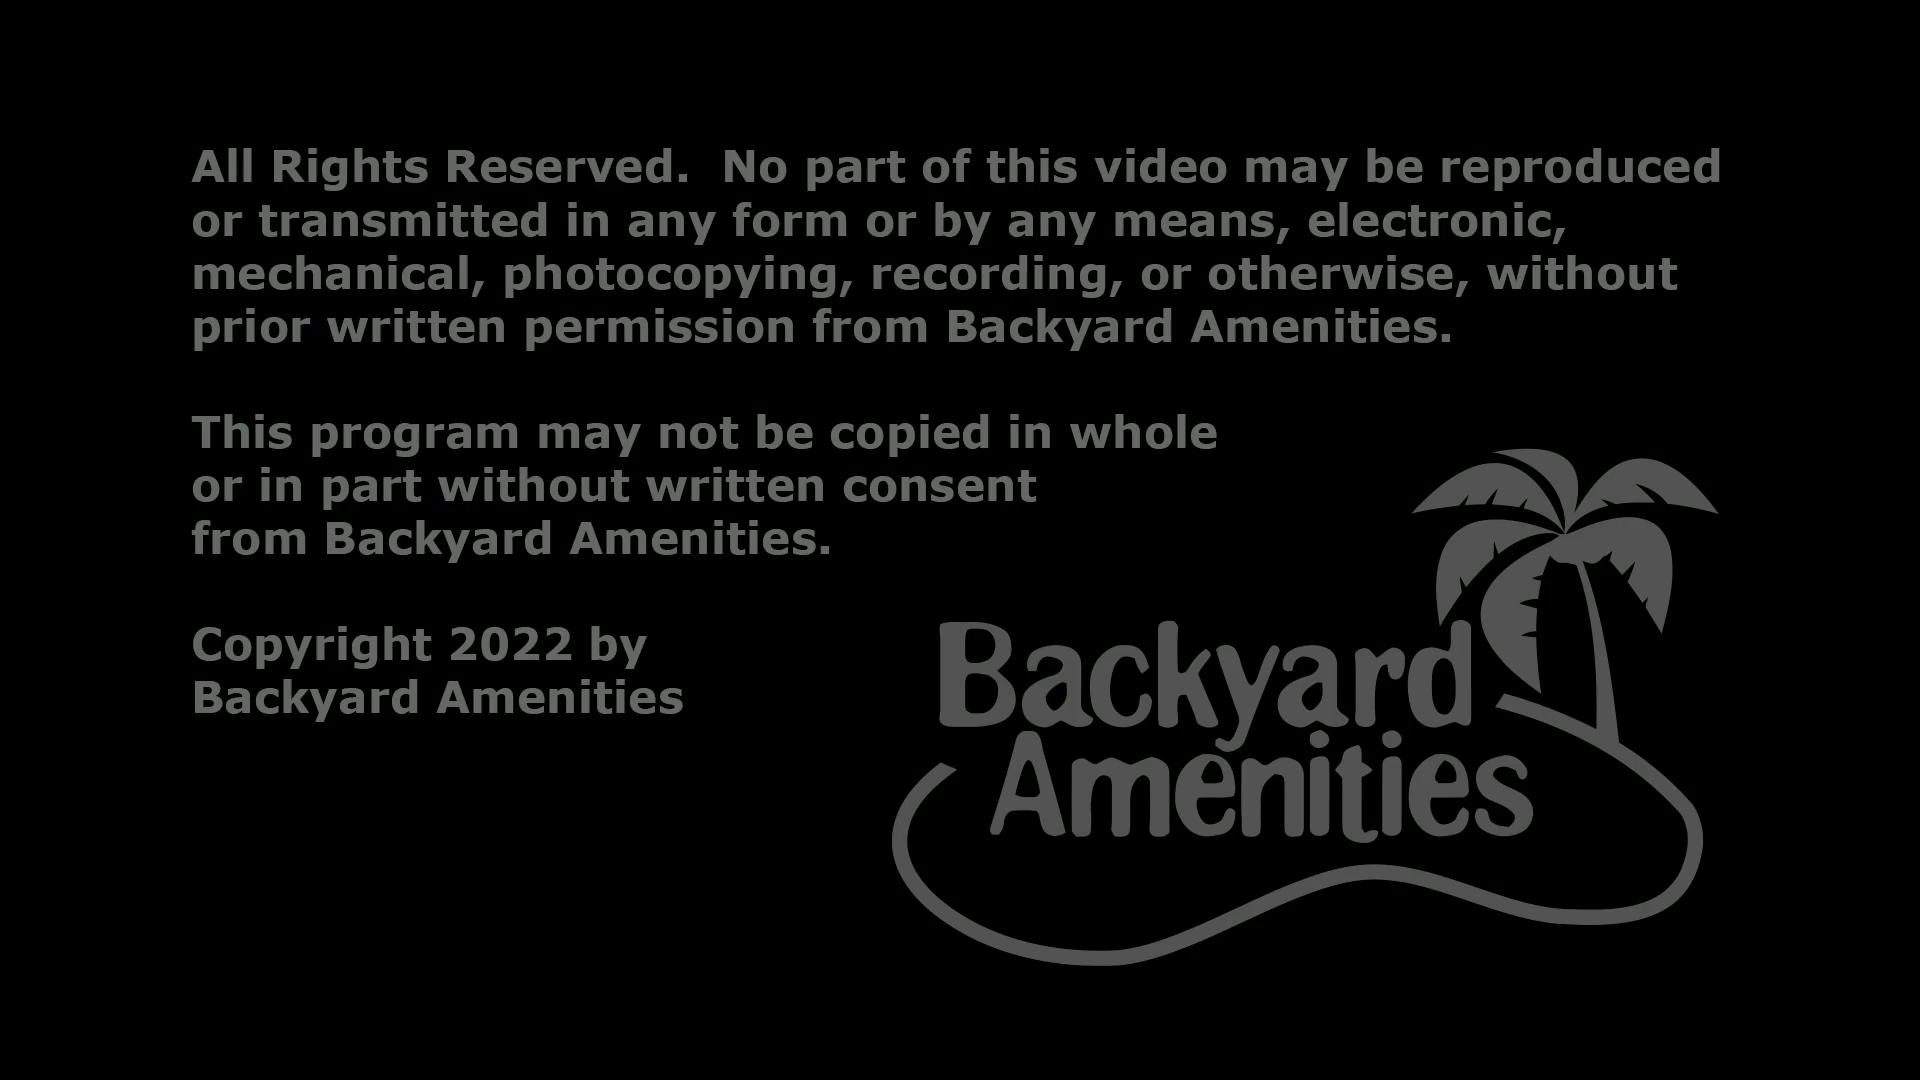 All Rights Reserved.  No part of this video may be reproduced
or transmitted in any form or by any means, electronic,
mechanical, photocopying, recording, or otherwise, without
prior written permission from Backyard Amenities.
This program may not be copied in whole
or in part without written consent
from Backyard Amenities.
Copyright 2022 by
Backyard Amenities
Backyard
Amenities